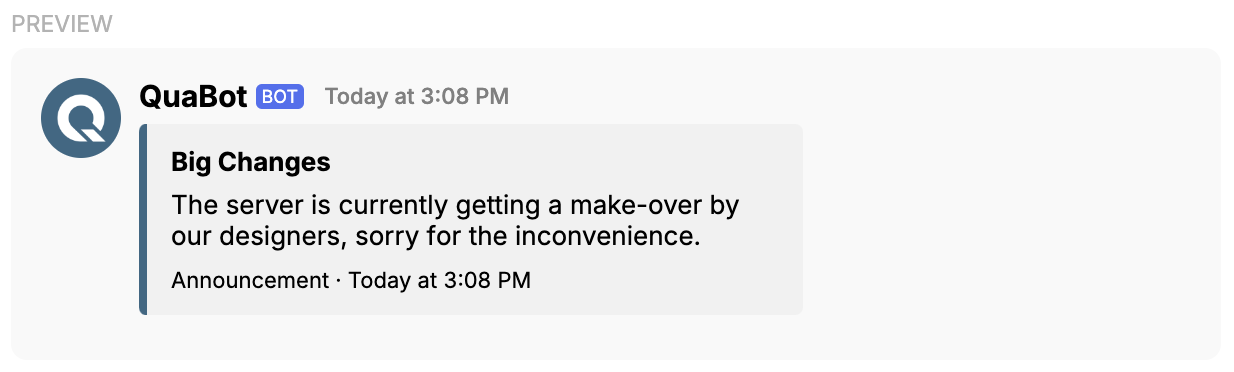 PREVIEW
QuaBot BOT Today at 3:08 PM
Big Changes
The server is currently getting a make-over by
our designers, sorry for the inconvenience.
Announcement · Today at 3:08 PM